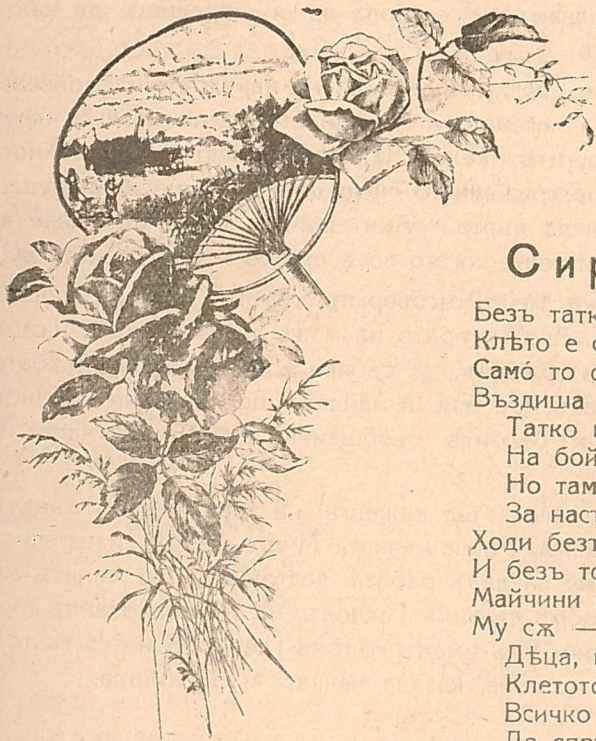 Сир
Безъ татк
Клѣто е с
Само́ то с
Въздиша
Татко
На бой
Но там
За наст
Ходи безъ
И безъ то
Майчини
Му сѫ —
Дѣца,
Клетото
Всичко